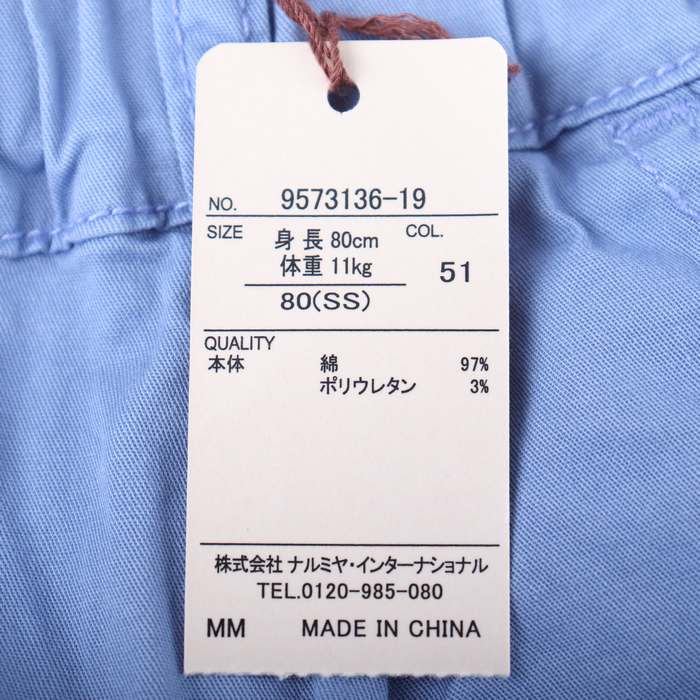 NO. 9573136-19
SIZE 身長 80cm COL.
体重 11kg 51
80(SS)
QUALITY
本体 綿 97%
ポリウレタン 3%
株式会社 ナルミヤ・インターナショナル
TEL.0120-985-080
MM MADE IN CHINA